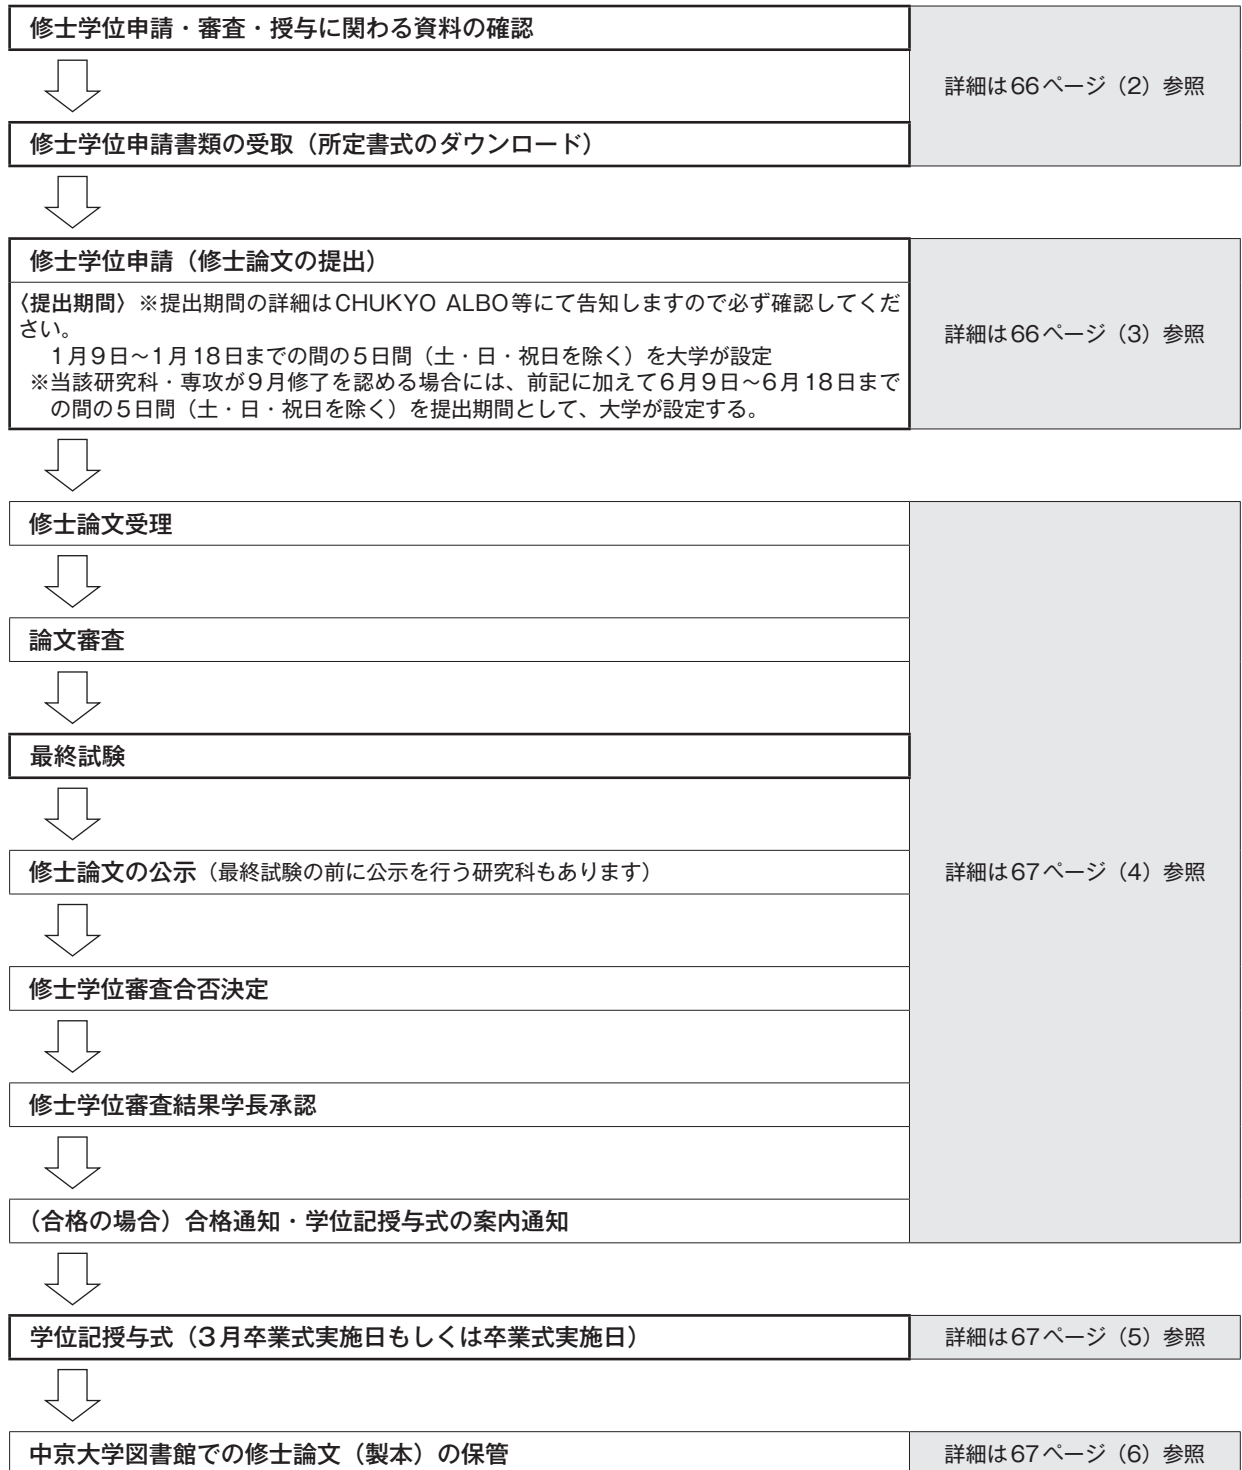 修士学位申請・審査・授与に関わる資料の確認
詳細は66ページ（2）参照
修士学位申請書類の受取（所定書式のダウンロード）
修士学位申請（修士論文の提出）
〈提出期間〉※提出期間の詳細はCHUKYO ALBO等にて告知しますので必ず確認してくだ
さい。
1月9日～1月18日までの間の5日間（土・日・祝日を除く）を大学が設定
※当該研究科・専攻が9月修了を認める場合には、前記に加えて6月9日～6月18日まで
の間の5日間（土・日・祝日を除く）を提出期間として、大学が設定する。
詳細は66ページ（3）参照
修士論文受理
論文審査
最終試験
修士論文の公示（最終試験の前に公示を行う研究科もあります）
詳細は67ページ（4）参照
修士学位審査合否決定
修士学位審査結果学長承認
（合格の場合）合格通知・学位記授与式の案内通知
学位記授与式（3月卒業式実施日もしくは卒業式実施日）
詳細は67ページ（5）参照
中京大学図書館での修士論文（製本）の保管
詳細は67ページ（6）参照